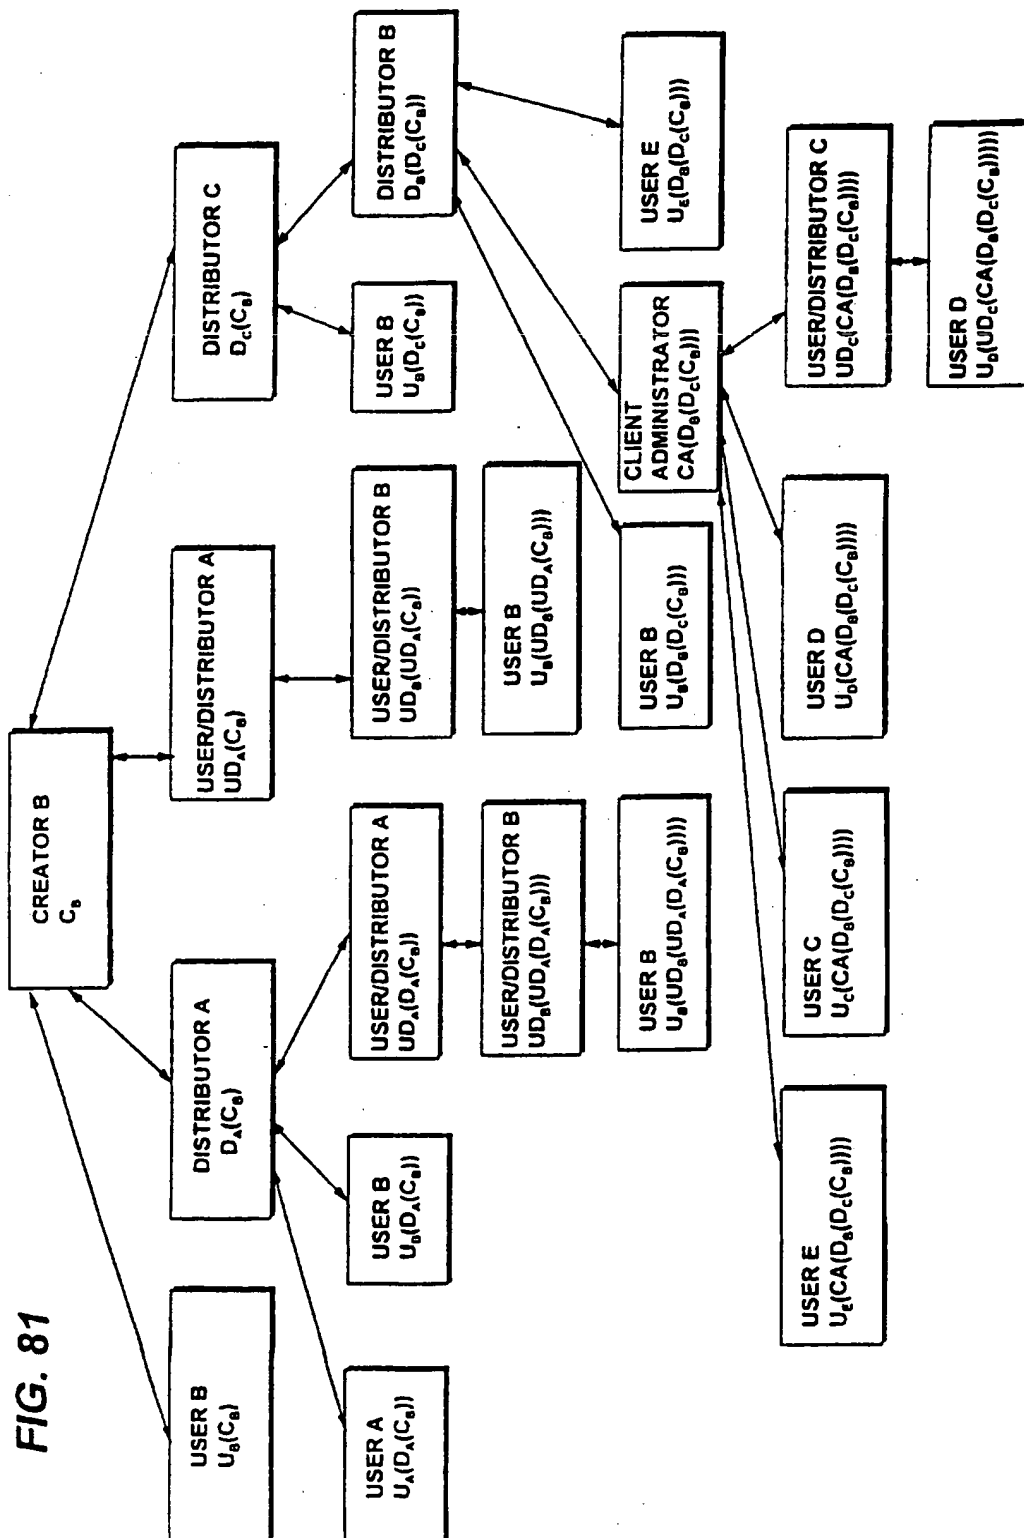 FIG. 81
CREATOR B
C_B
USER B
U_B(C_B)
DISTRIBUTOR A
D_A(C_B)
USER/DISTRIBUTOR A
UD_A(C_B)
DISTRIBUTOR C
D_C(C_B)
USER A
U_A(D_A(C_B))
USER B
U_B(D_A(C_B))
USER/DISTRIBUTOR A
UD_A(D_A(C_B))
USER/DISTRIBUTOR B
UD_B(UD_A(C_B))
USER B
U_B(D_C(C_B))
DISTRIBUTOR B
D_B(D_C(C_B))
USER/DISTRIBUTOR B
UD_B(UD_A(D_A(C_B)))
USER B
U_B(UD_B(UD_A(C_B)))
USER B
U_B(UD_B(UD_A(D_A(C_B))))
USER B
U_B(D_B(D_C(C_B)))
CLIENT
ADMINISTRATOR
CA(D_B(D_C(C_B)))
USER E
U_E(D_B(D_C(C_B)))
USER E
U_E(CA(D_B(D_C(C_B))))
USER C
U_C(CA(D_B(D_C(C_B))))
USER D
U_D(CA(D_B(D_C(C_B))))
USER/DISTRIBUTOR C
UD_C(CA(D_B(D_C(C_B))))
USER D
U_D(UD_C(CA(D_B(D_C(C_B)))))